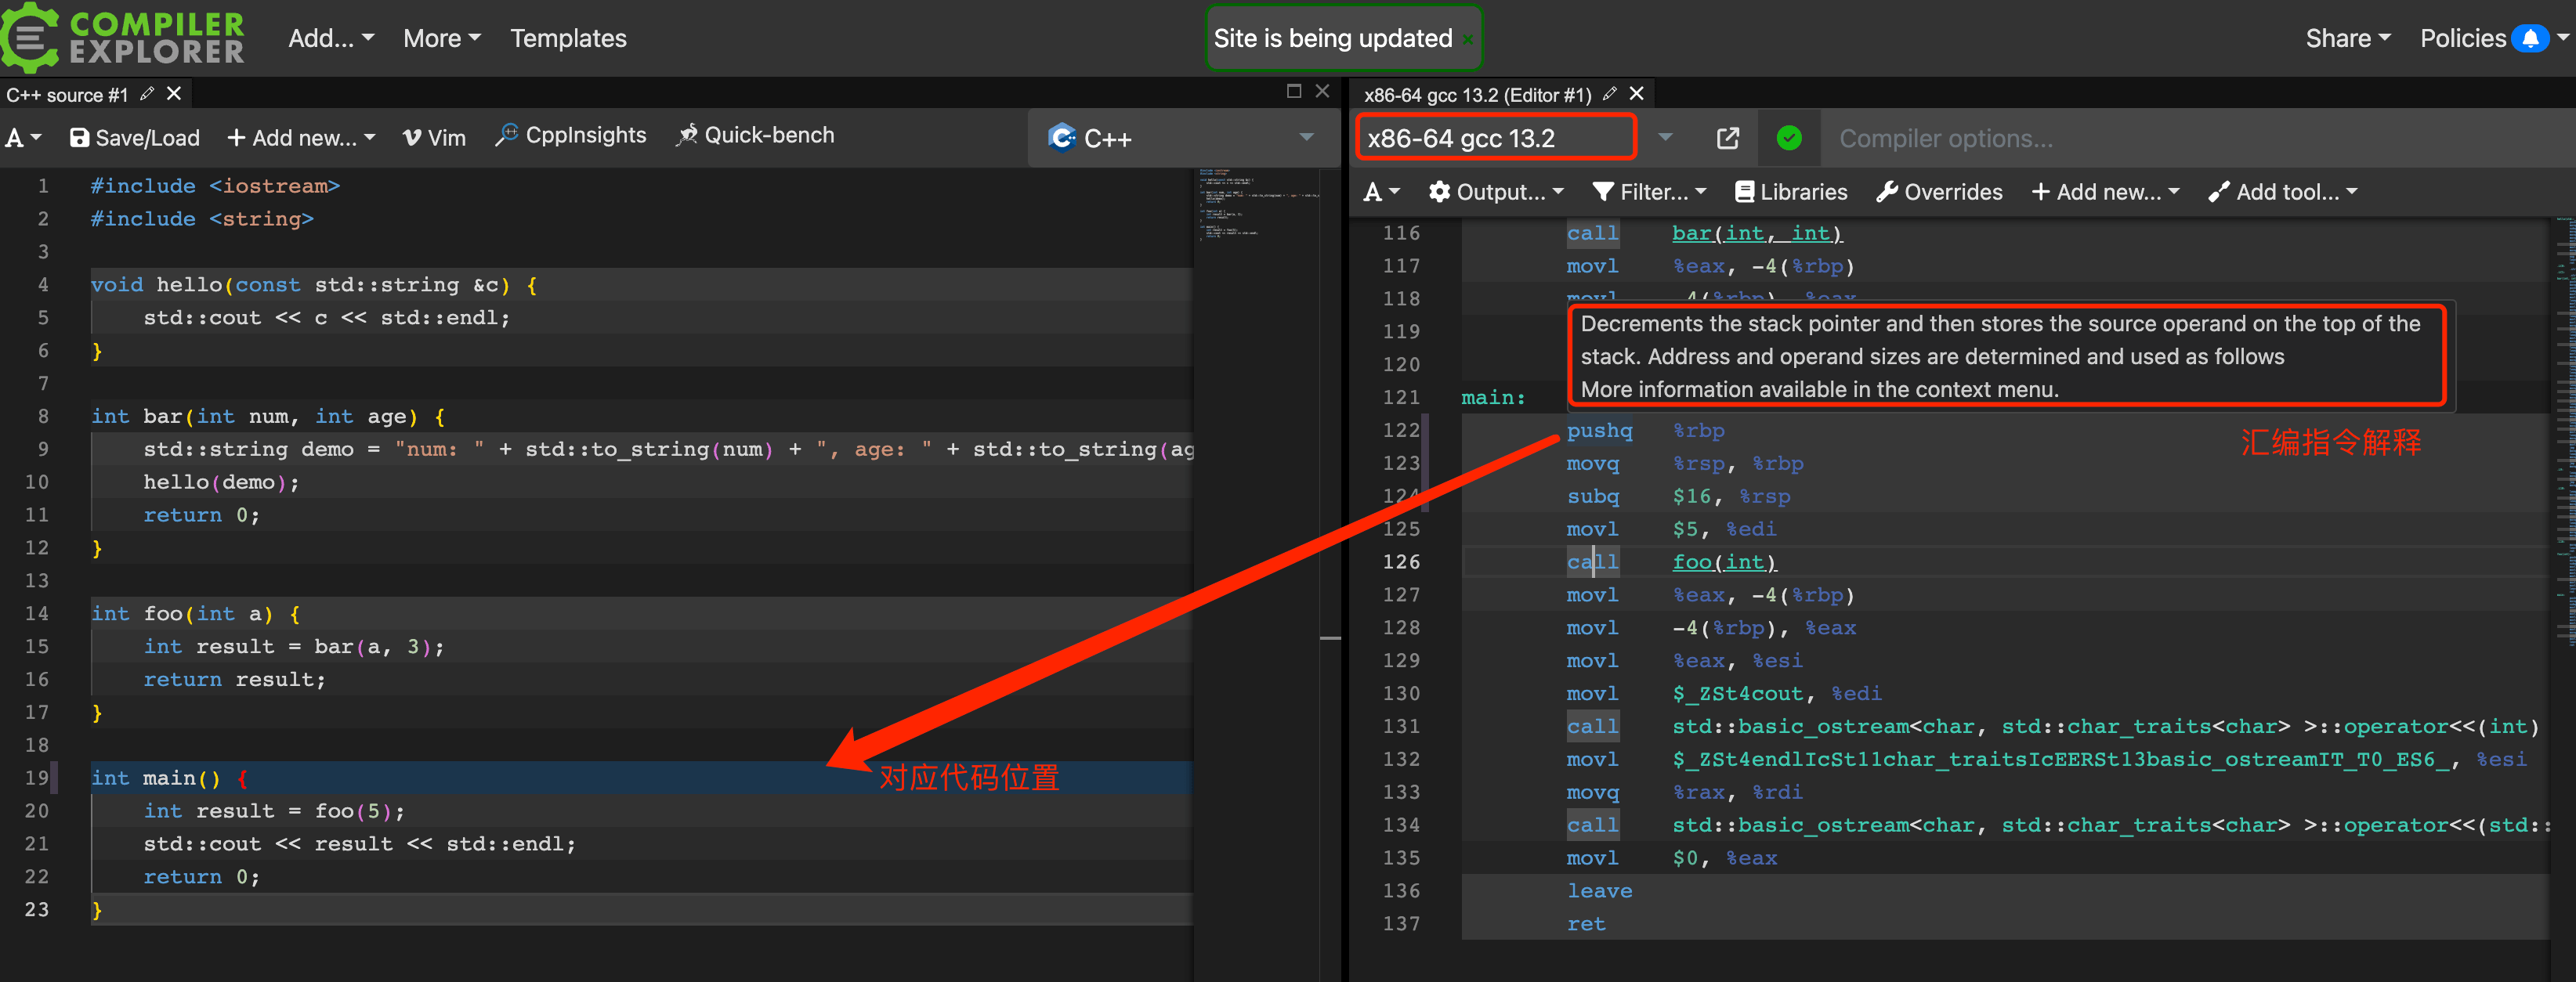 COMPILER EXPLORER
Add... More Templates
Site is being updated ×
Share Policies
C++ source #1
A Save/Load + Add new... Vim CppInsights Quick-bench
C++
1 #include <iostream>
2 #include <string>
3
4 void hello(const std::string &c) {
5 std::cout << c << std::endl;
6 }
7
8 int bar(int num, int age) {
9 std::string demo = "num: " + std::to_string(num) + ", age: " + std::to_string(ag
10 hello(demo);
11 return 0;
12 }
13
14 int foo(int a) {
15 int result = bar(a, 3);
16 return result;
17 }
18
19 int main() {
对应代码位置
20 int result = foo(5);
21 std::cout << result << std::endl;
22 return 0;
23 }
x86-64 gcc 13.2 (Editor #1)
x86-64 gcc 13.2
Compiler options...
A Output... Filter... Libraries Overrides + Add new... Add tool...
116 call bar(int, int)
117 movl %eax, -4(%rbp)
118 movl -4(%rbp), %eax
119
120
Decrements the stack pointer and then stores the source operand on the top of the
stack. Address and operand sizes are determined and used as follows
More information available in the context menu.
121 main:
122 pushq %rbp
汇编指令解释
123 movq %rsp, %rbp
124 subq $16, %rsp
125 movl $5, %edi
126 call foo(int)
127 movl %eax, -4(%rbp)
128 movl -4(%rbp), %eax
129 movl %eax, %esi
130 movl $_ZSt4cout, %edi
131 call std::basic_ostream<char, std::char_traits<char> >::operator<<(int)
132 movl $_ZSt4endlIcSt11char_traitsIcEERSt13basic_ostreamIT_T0_ES6_, %esi
133 movq %rax, %rdi
134 call std::basic_ostream<char, std::char_traits<char> >::operator<<(std::
135 movl $0, %eax
136 leave
137 ret